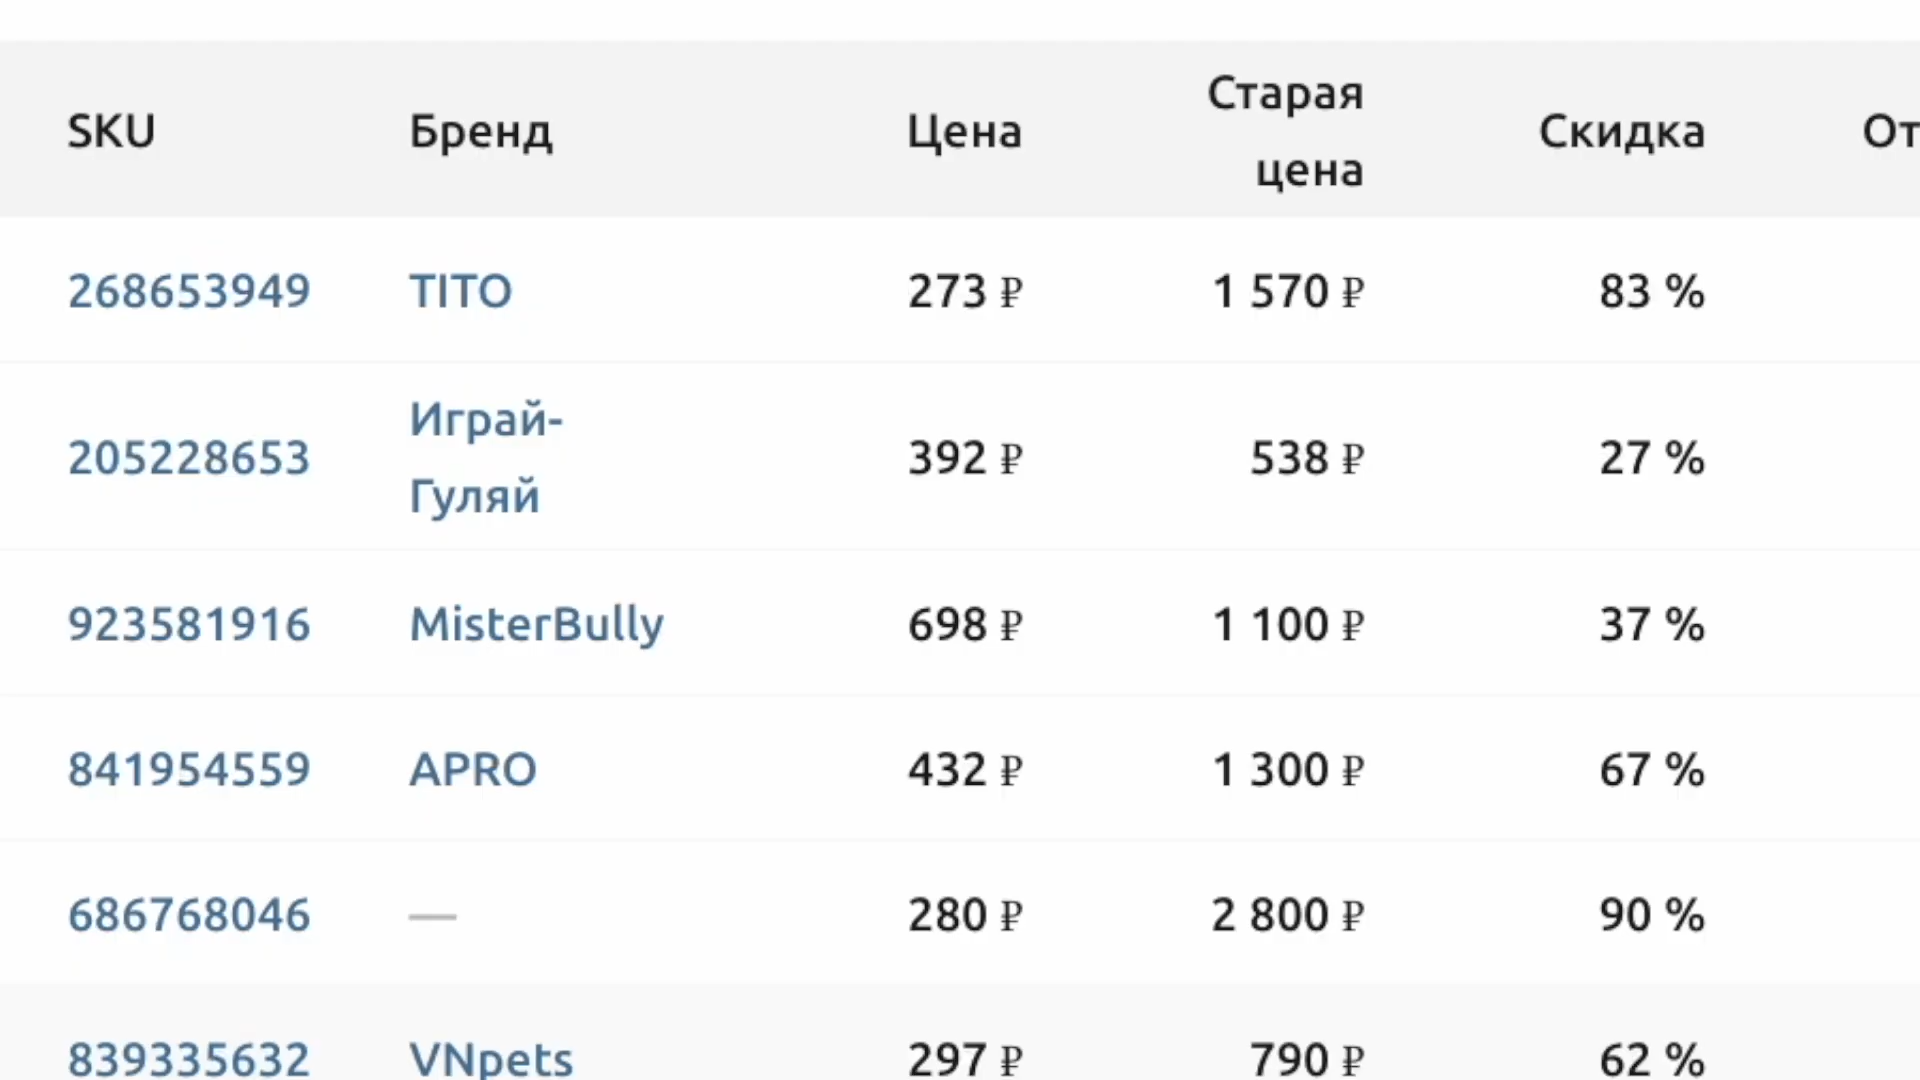 SKU Бренд Цена Старая цена Скидка От
268653949 TITO 273 ₽ 1 570 ₽ 83 %
205228653 Играй-
Гуляй 392 ₽ 538 ₽ 27 %
923581916 MisterBully 698 ₽ 1 100 ₽ 37 %
841954559 APRO 432 ₽ 1 300 ₽ 67 %
686768046 — 280 ₽ 2 800 ₽ 90 %
839335632 VNpets 297 ₽ 790 ₽ 62 %